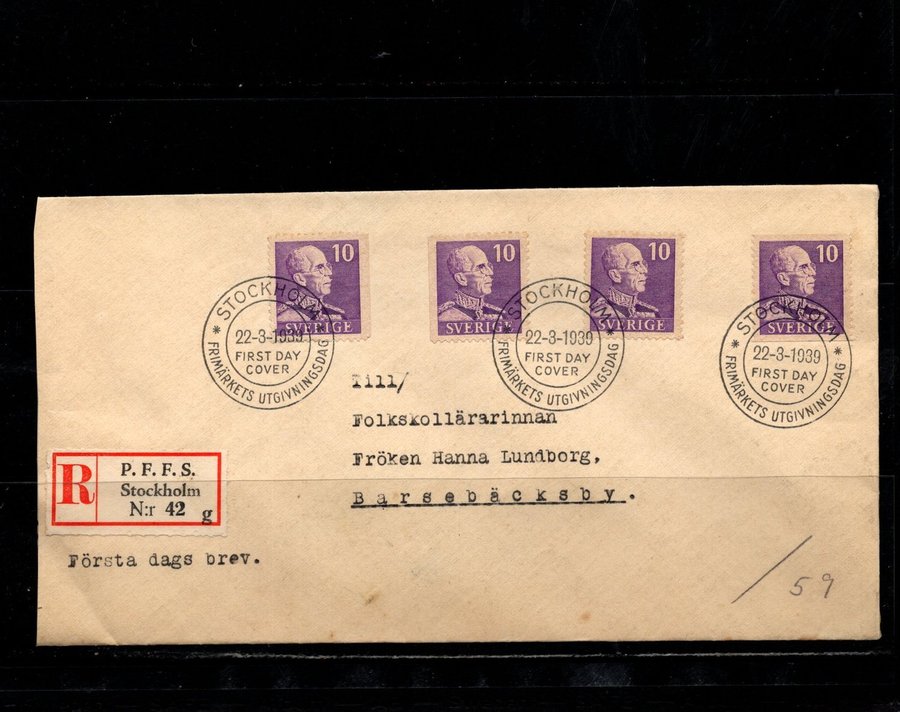 10
SVERIGE
10
SVERIGE
10
SVERIGE
10
SVERIGE
* STOCKHOLM *
22-3-1939
FIRST DAY
COVER
FRIMÄRKETS UTGIVNINGSDAG
* STOCKHOLM *
22-3-1939
FIRST DAY
COVER
FRIMÄRKETS UTGIVNINGSDAG
* STOCKHOLM *
22-3-1939
FIRST DAY
COVER
FRIMÄRKETS UTGIVNINGSDAG
Till/
Folkskollärarinnan
Fröken Hanna Lundborg,
Barsebäcksby.
R
P. F. F. S.
Stockholm
N:r 42 g
Första dags brev.
/ 59